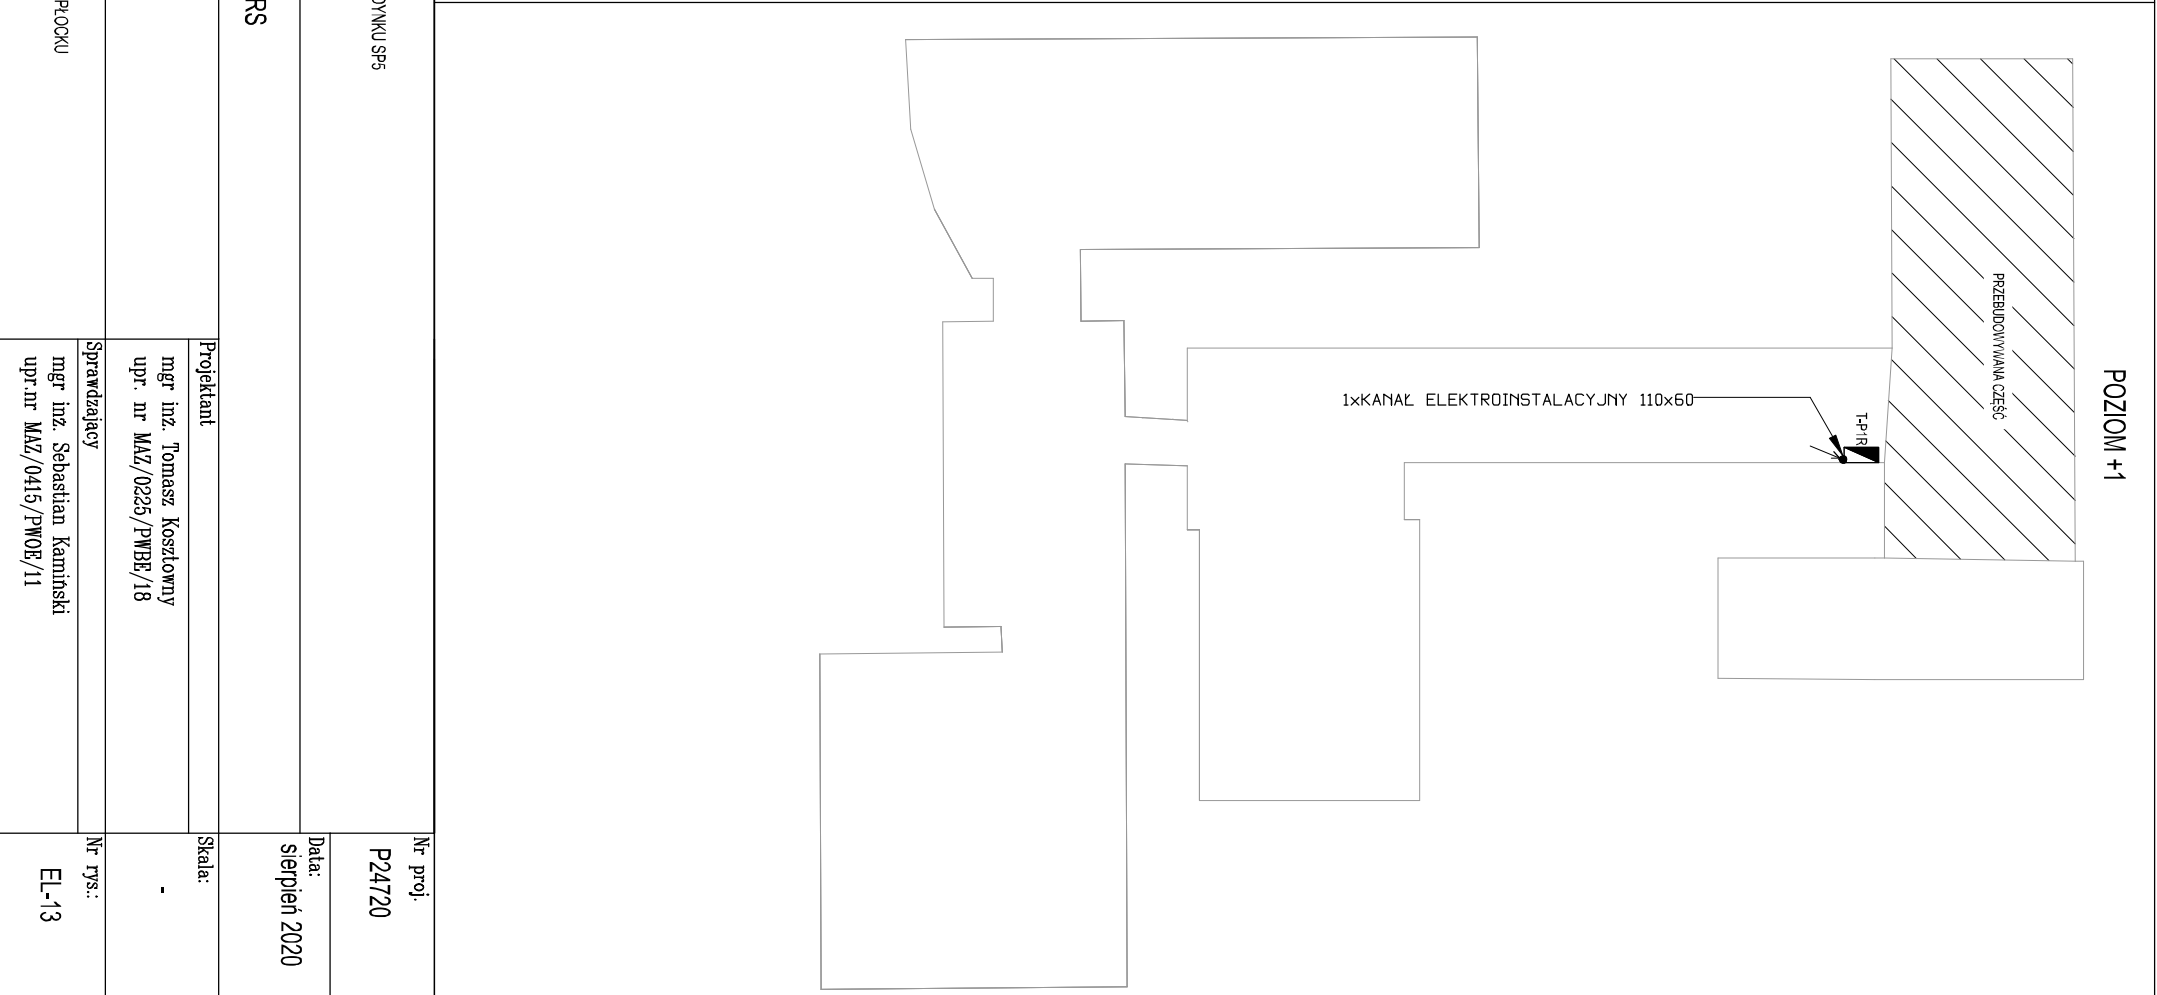 POZIOM +1
PRZEBUDOWYWANA CZĘŚĆ
T-P1R
1xKANAŁ ELEKTROINSTALACYJNY 110x60
DYNKU SP5
Nr proj.
P24720
Data:
sierpień 2020
RS
Projektant
mgr inż. Tomasz Kosztowny
upr. nr MAZ/0225/PWBE/18
Skala:
-
PŁOCKU
Sprawdzający
mgr inż. Sebastian Kamiński
upr.nr MAZ/0415/PWOE/11
Nr rys.:
EL-13